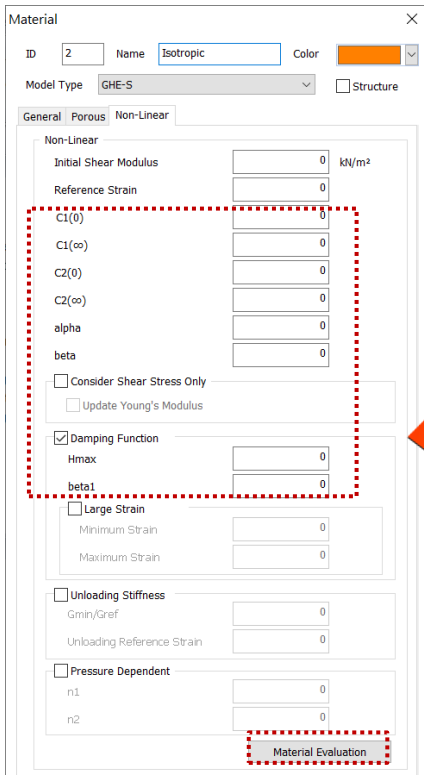 Material
ID 2 Name Isotropic Color
Model Type GHE-S Structure
General Porous Non-Linear
Non-Linear
Initial Shear Modulus 0 kN/m²
Reference Strain 0
C1(0) 0
C1(∞) 0
C2(0) 0
C2(∞) 0
alpha 0
beta 0
Consider Shear Stress Only
Update Young's Modulus
Damping Function
Hmax 0
beta1 0
Large Strain
Minimum Strain 0
Maximum Strain 0
Unloading Stiffness
Gmin/Gref 0
Unloading Reference Strain 0
Pressure Dependent
n1 0
n2 0
Material Evaluation